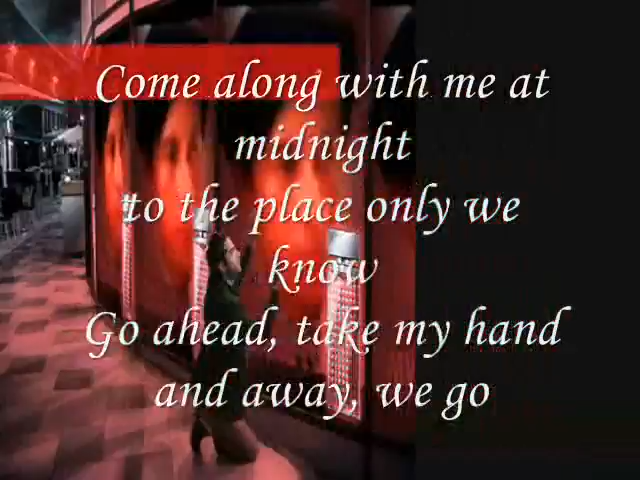 Come along with me at
midnight
to the place only we
know
Go ahead, take my hand
and away, we go